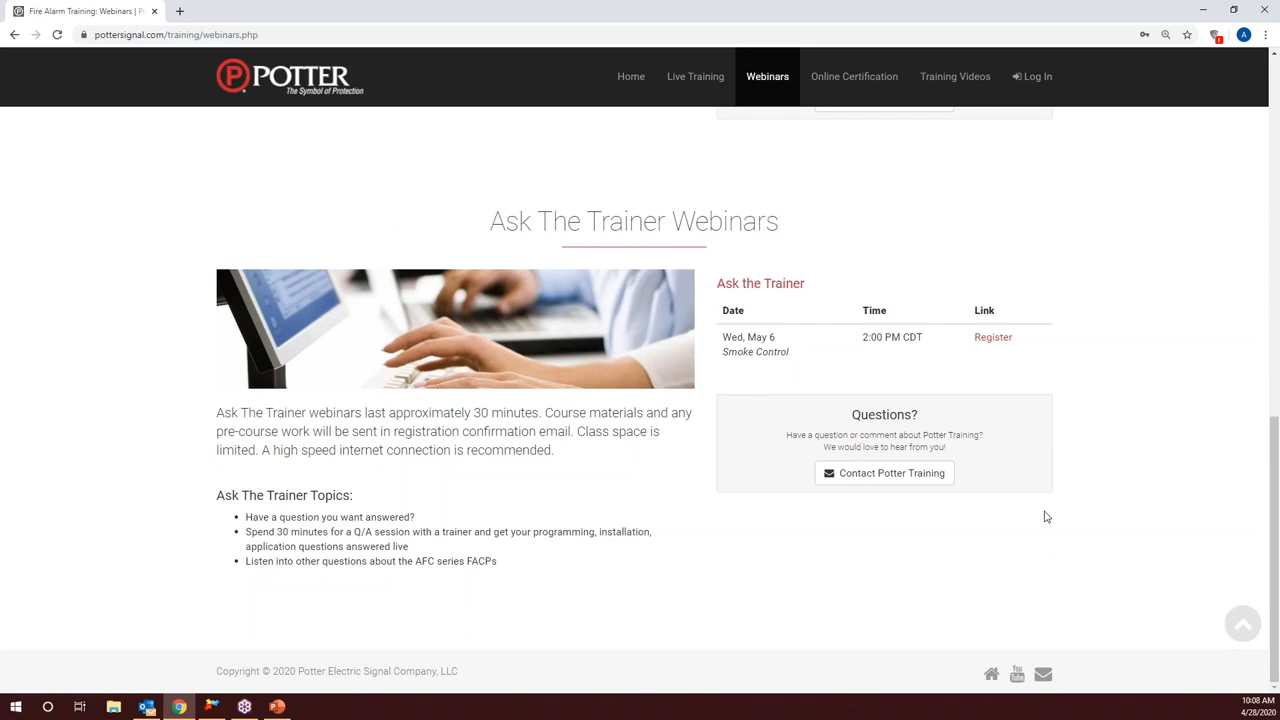 Fire Alarm Training: Webinars | P
pottersignal.com/training/webinars.php
P POTTER
The Symbol of Protection
Home Live Training Webinars Online Certification Training Videos Log In
Ask The Trainer Webinars
Ask the Trainer
Date Time Link
Wed, May 6 2:00 PM CDT Register
Smoke Control
Ask The Trainer webinars last approximately 30 minutes. Course materials and any
pre-course work will be sent in registration confirmation email. Class space is
limited. A high speed internet connection is recommended.
Questions?
Have a question or comment about Potter Training?
We would love to hear from you!
Contact Potter Training
Ask The Trainer Topics:
• Have a question you want answered?
• Spend 30 minutes for a Q/A session with a trainer and get your programming, installation,
application questions answered live
• Listen into other questions about the AFC series FACPs
Copyright © 2020 Potter Electric Signal Company, LLC
You
Tube
A
10:08 AM
4/28/2020